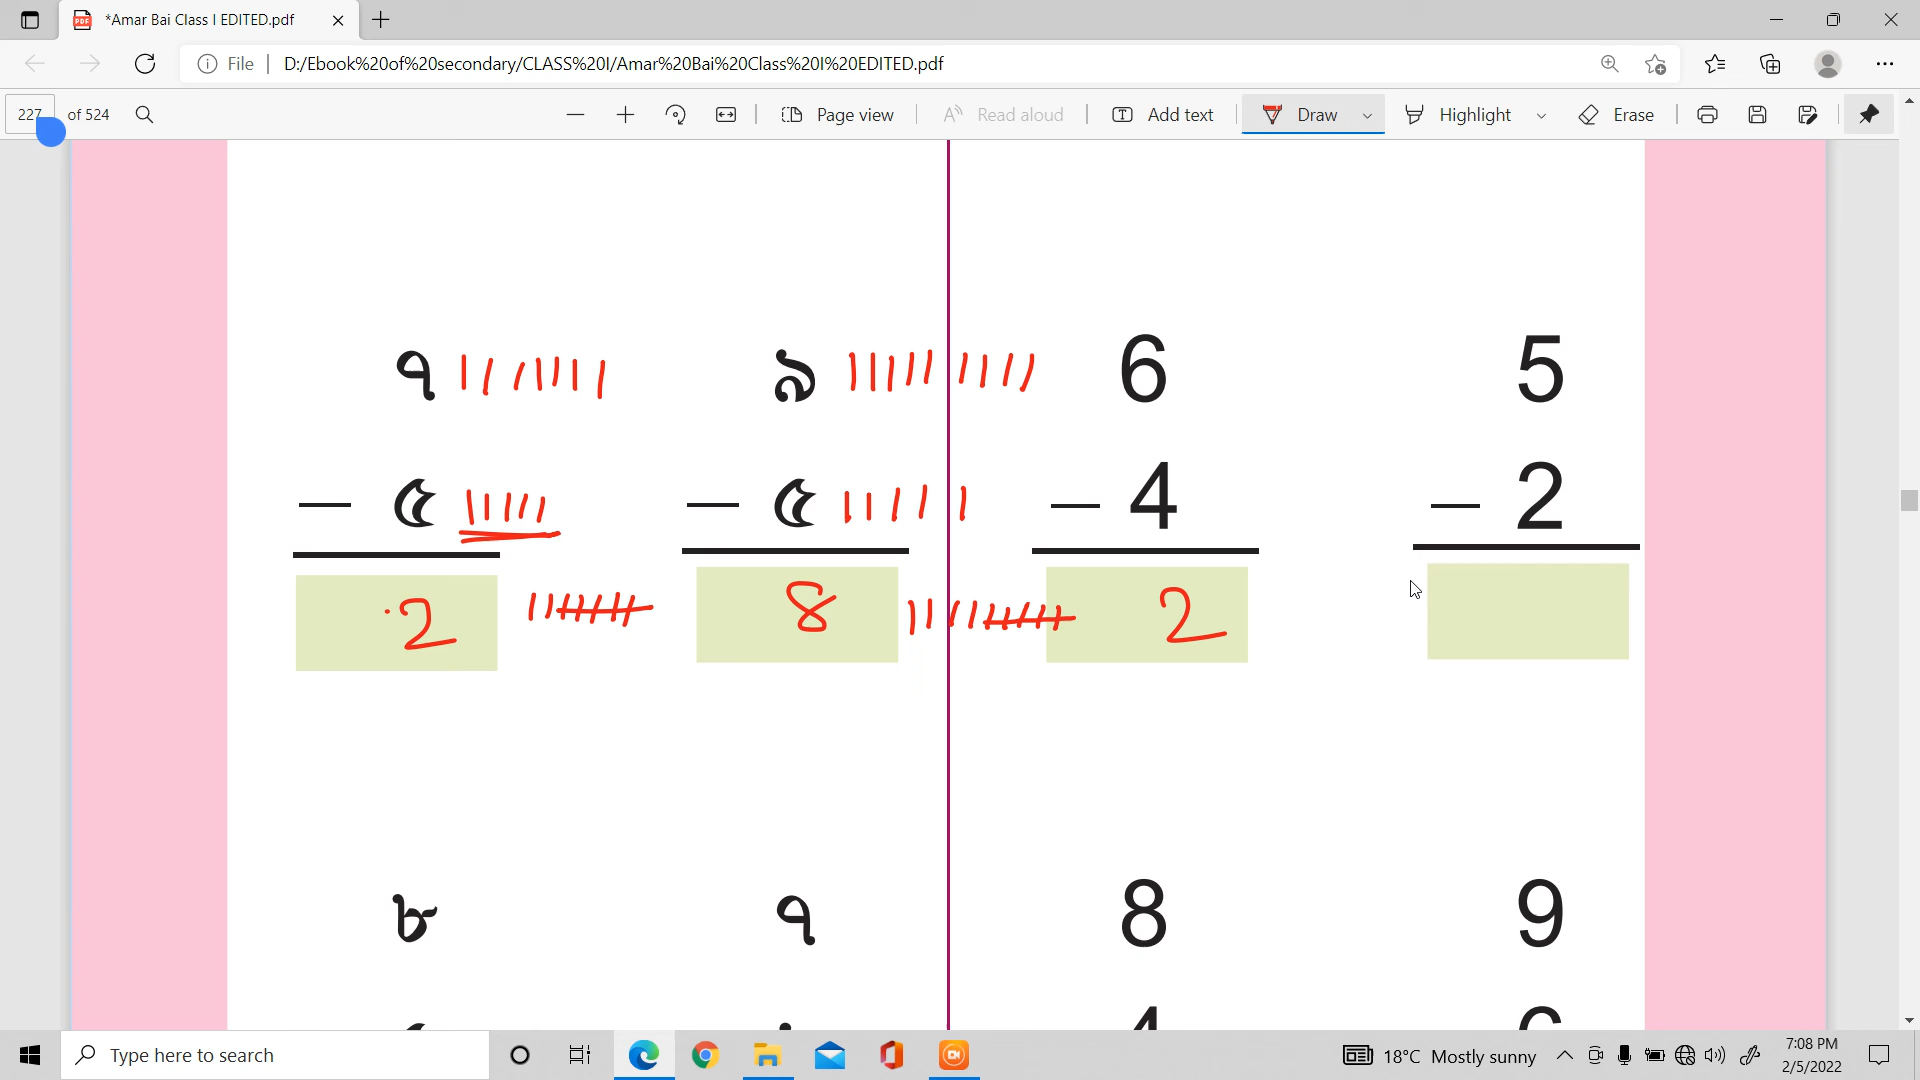 *Amar Bai Class I EDITED.pdf
File D:/Ebook%20of%20secondary/CLASS%20I/Amar%20Bai%20Class%20I%20EDITED.pdf
227 of 524 Page view Read aloud Add text Draw Highlight Erase
৭ ৯ 6 5
— ৫ — ৫ — 4 — 2
2 8 2
৮ ৭ 8 9
Type here to search 18°C Mostly sunny 7:08 PM
2/5/2022